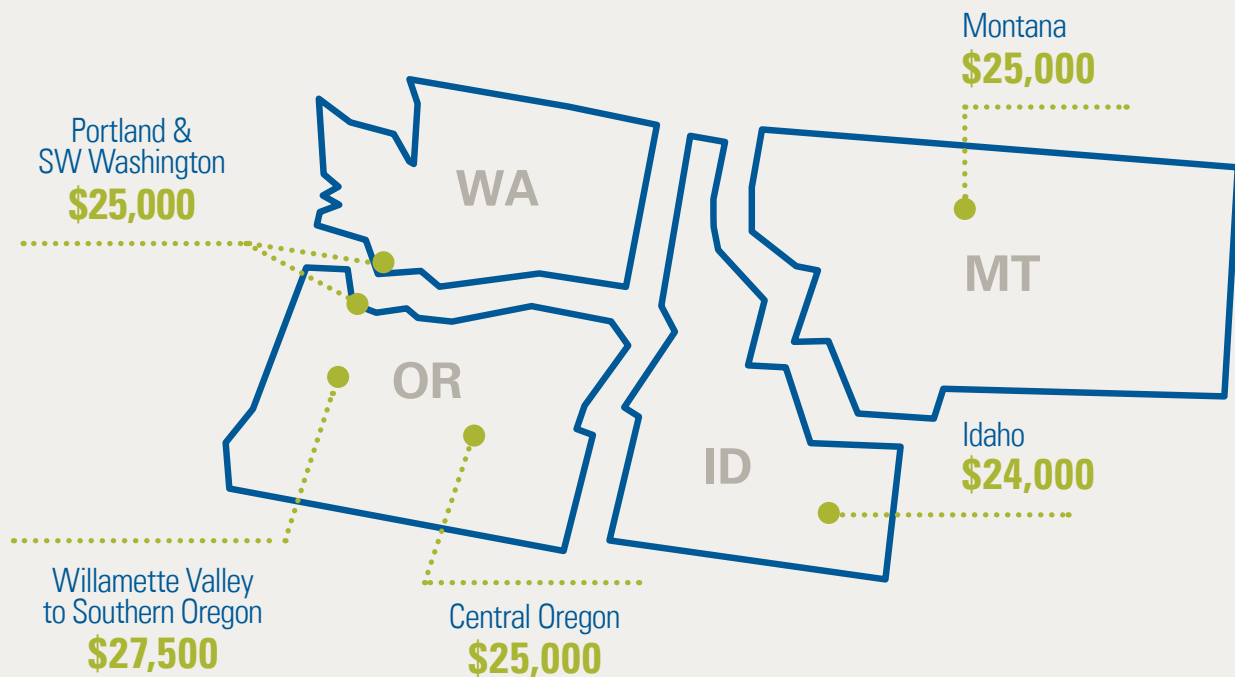 Montana
$25,000
Portland &
SW Washington
$25,000
WA
MT
OR
ID
Idaho
$24,000
Willamette Valley
to Southern Oregon
$27,500
Central Oregon
$25,000